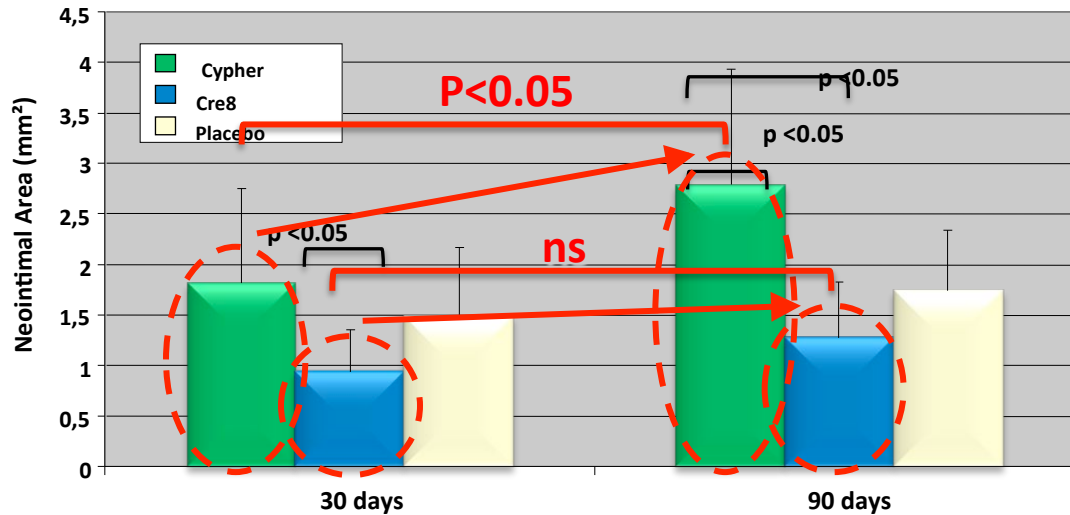 Neointimal Area (mm²)
4,5
4
3,5
3
2,5
2
1,5
1
0,5
0
Cypher
Cre8
Placebo
P<0.05
p <0.05
p <0.05
p <0.05
ns
30 days
90 days